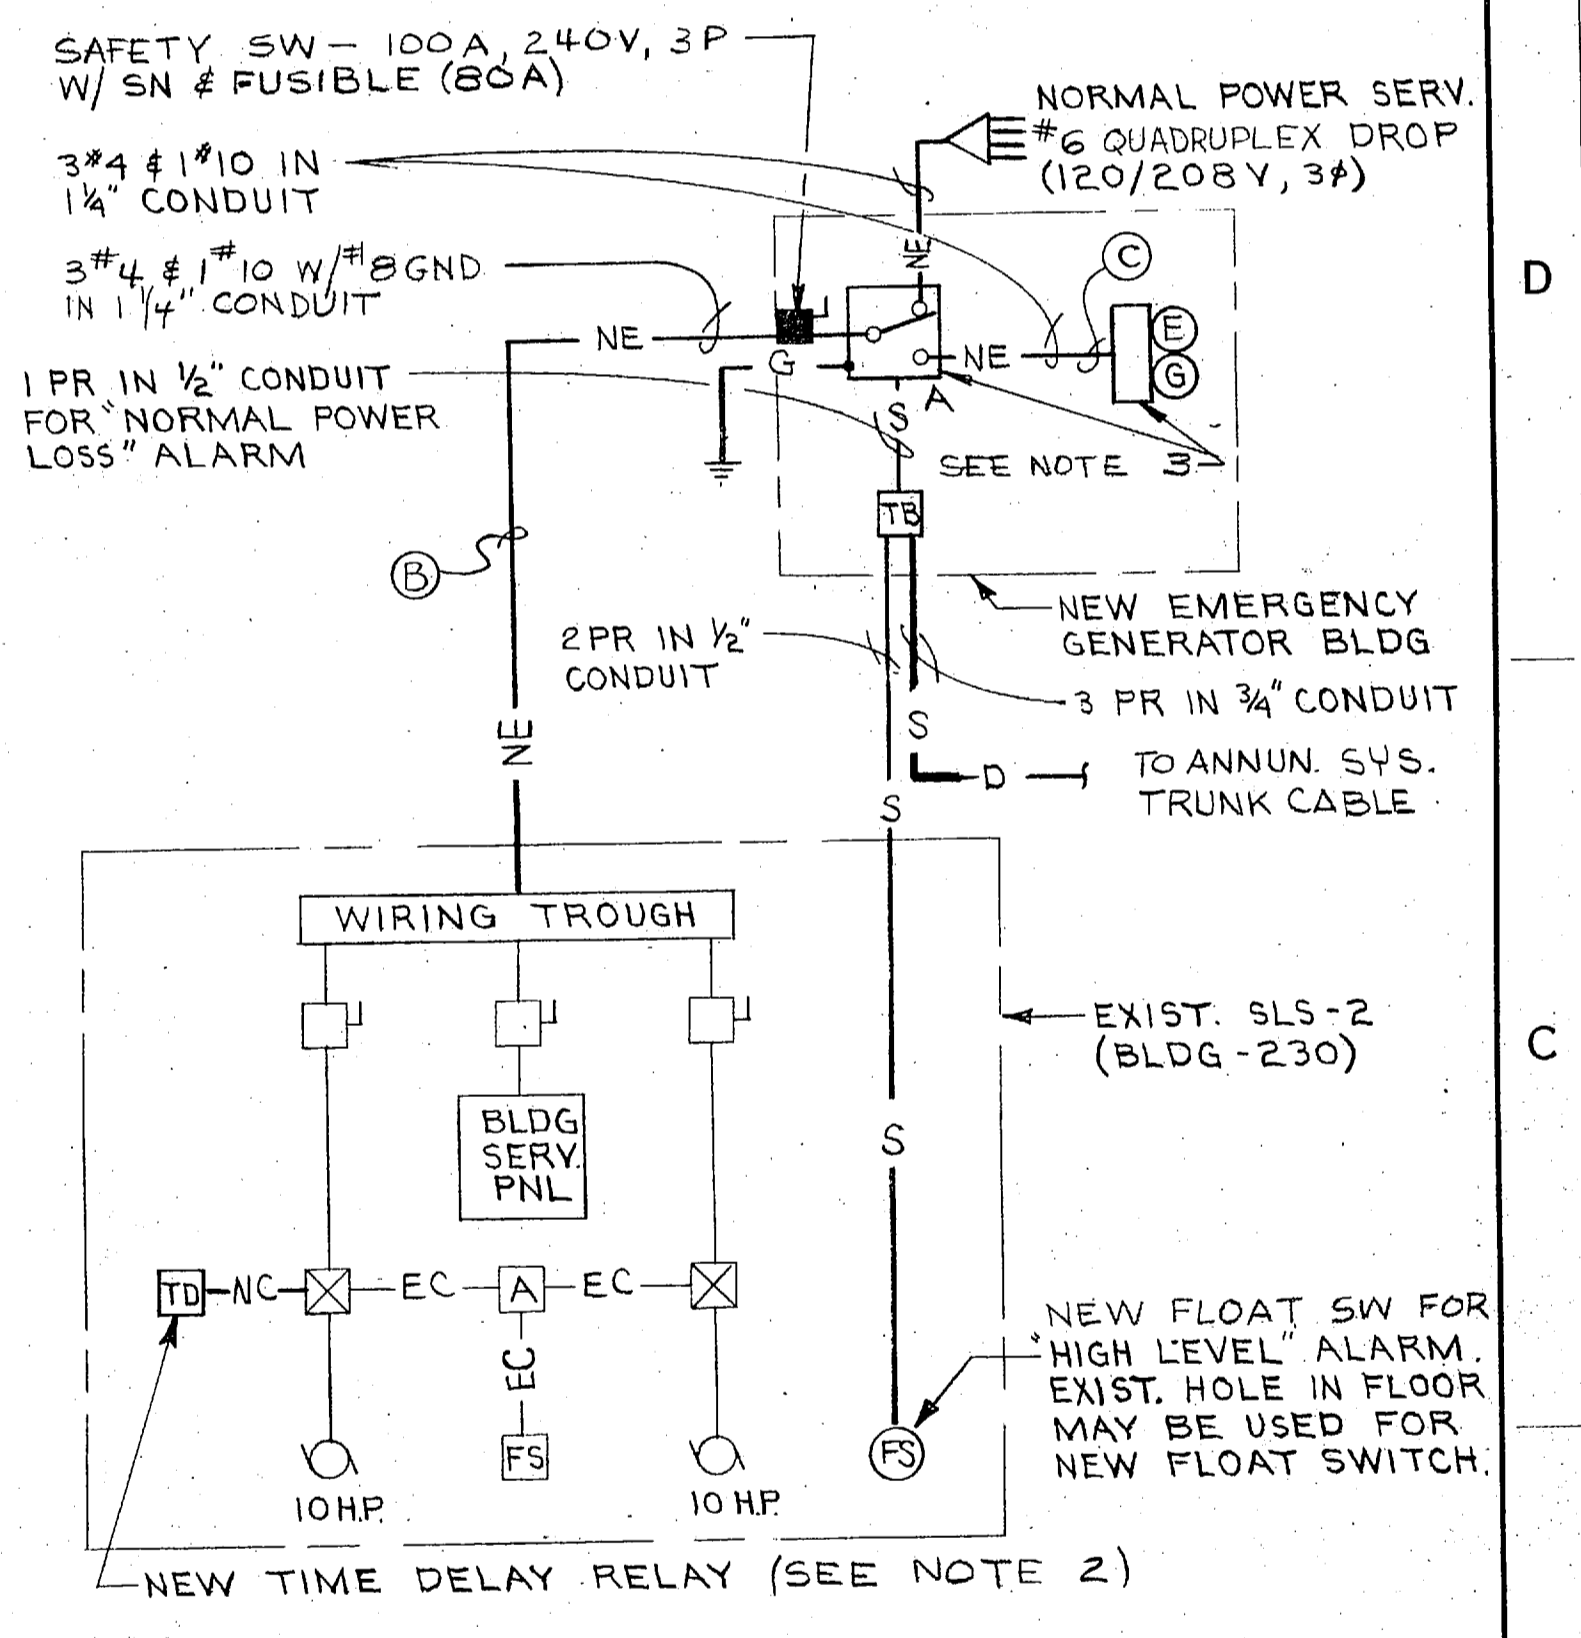 SAFETY SW – 100A, 240V, 3P
W/ SN & FUSIBLE (80A)
NORMAL POWER SERV.
#6 QUADRUPLEX DROP
(120/208V, 3φ)
3#4 & 1#10 IN
1¼" CONDUIT
3#4 & 1#10 W/#8 GND
IN 1¼" CONDUIT
1 PR IN ½" CONDUIT
FOR "NORMAL POWER
LOSS" ALARM
NE
C
NE
G
NE
E
G
A
S
SEE NOTE 3
TB
D
B
NEW EMERGENCY
GENERATOR BLDG
2 PR IN ½"
CONDUIT
3 PR IN ¾" CONDUIT
NE
S
D
TO ANNUN. SYS.
TRUNK CABLE
S
WIRING TROUGH
EXIST. SLS-2
(BLDG-230)
C
BLDG
SERV.
PNL
S
TD
NC
EC
A
EC
EC
FS
FS
10 H.P.
10 H.P.
NEW FLOAT SW FOR
"HIGH LEVEL" ALARM.
EXIST. HOLE IN FLOOR
MAY BE USED FOR
NEW FLOAT SWITCH.
NEW TIME DELAY RELAY (SEE NOTE 2)